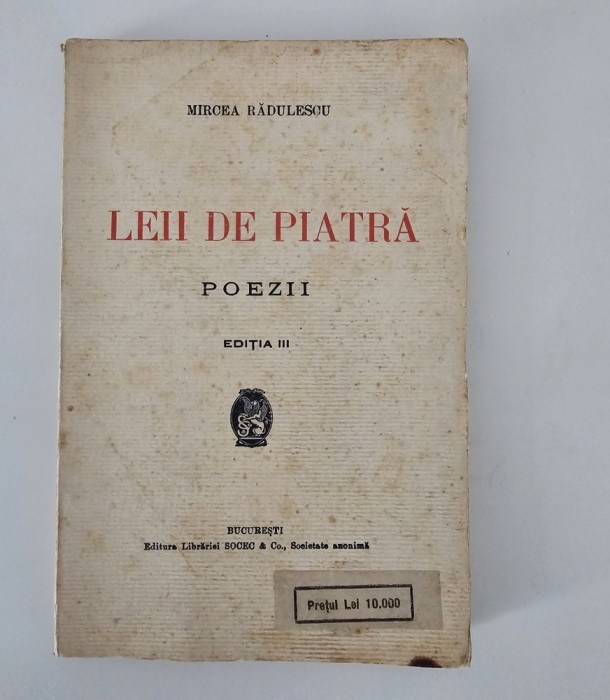 MIRCEA RĂDULESCU
LEII DE PIATRĂ
POEZII
EDIȚIA III
BUCUREȘTI
Editura Librăriei SOCEC & Co., Societate anonimă
Prețul Lei 10.000